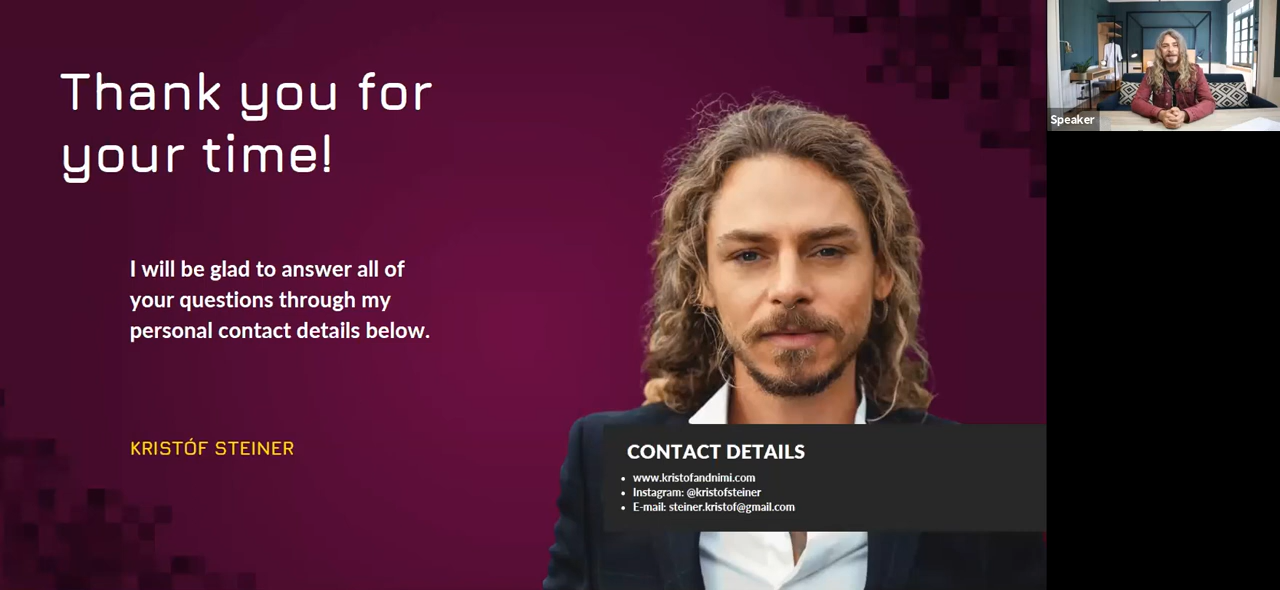 Thank you for
your time!
I will be glad to answer all of
your questions through my
personal contact details below.
KRISTÓF STEINER
CONTACT DETAILS
• www.kristofandnimi.com
• Instagram: @kristofsteiner
• E-mail: steiner.kristof@gmail.com
Speaker